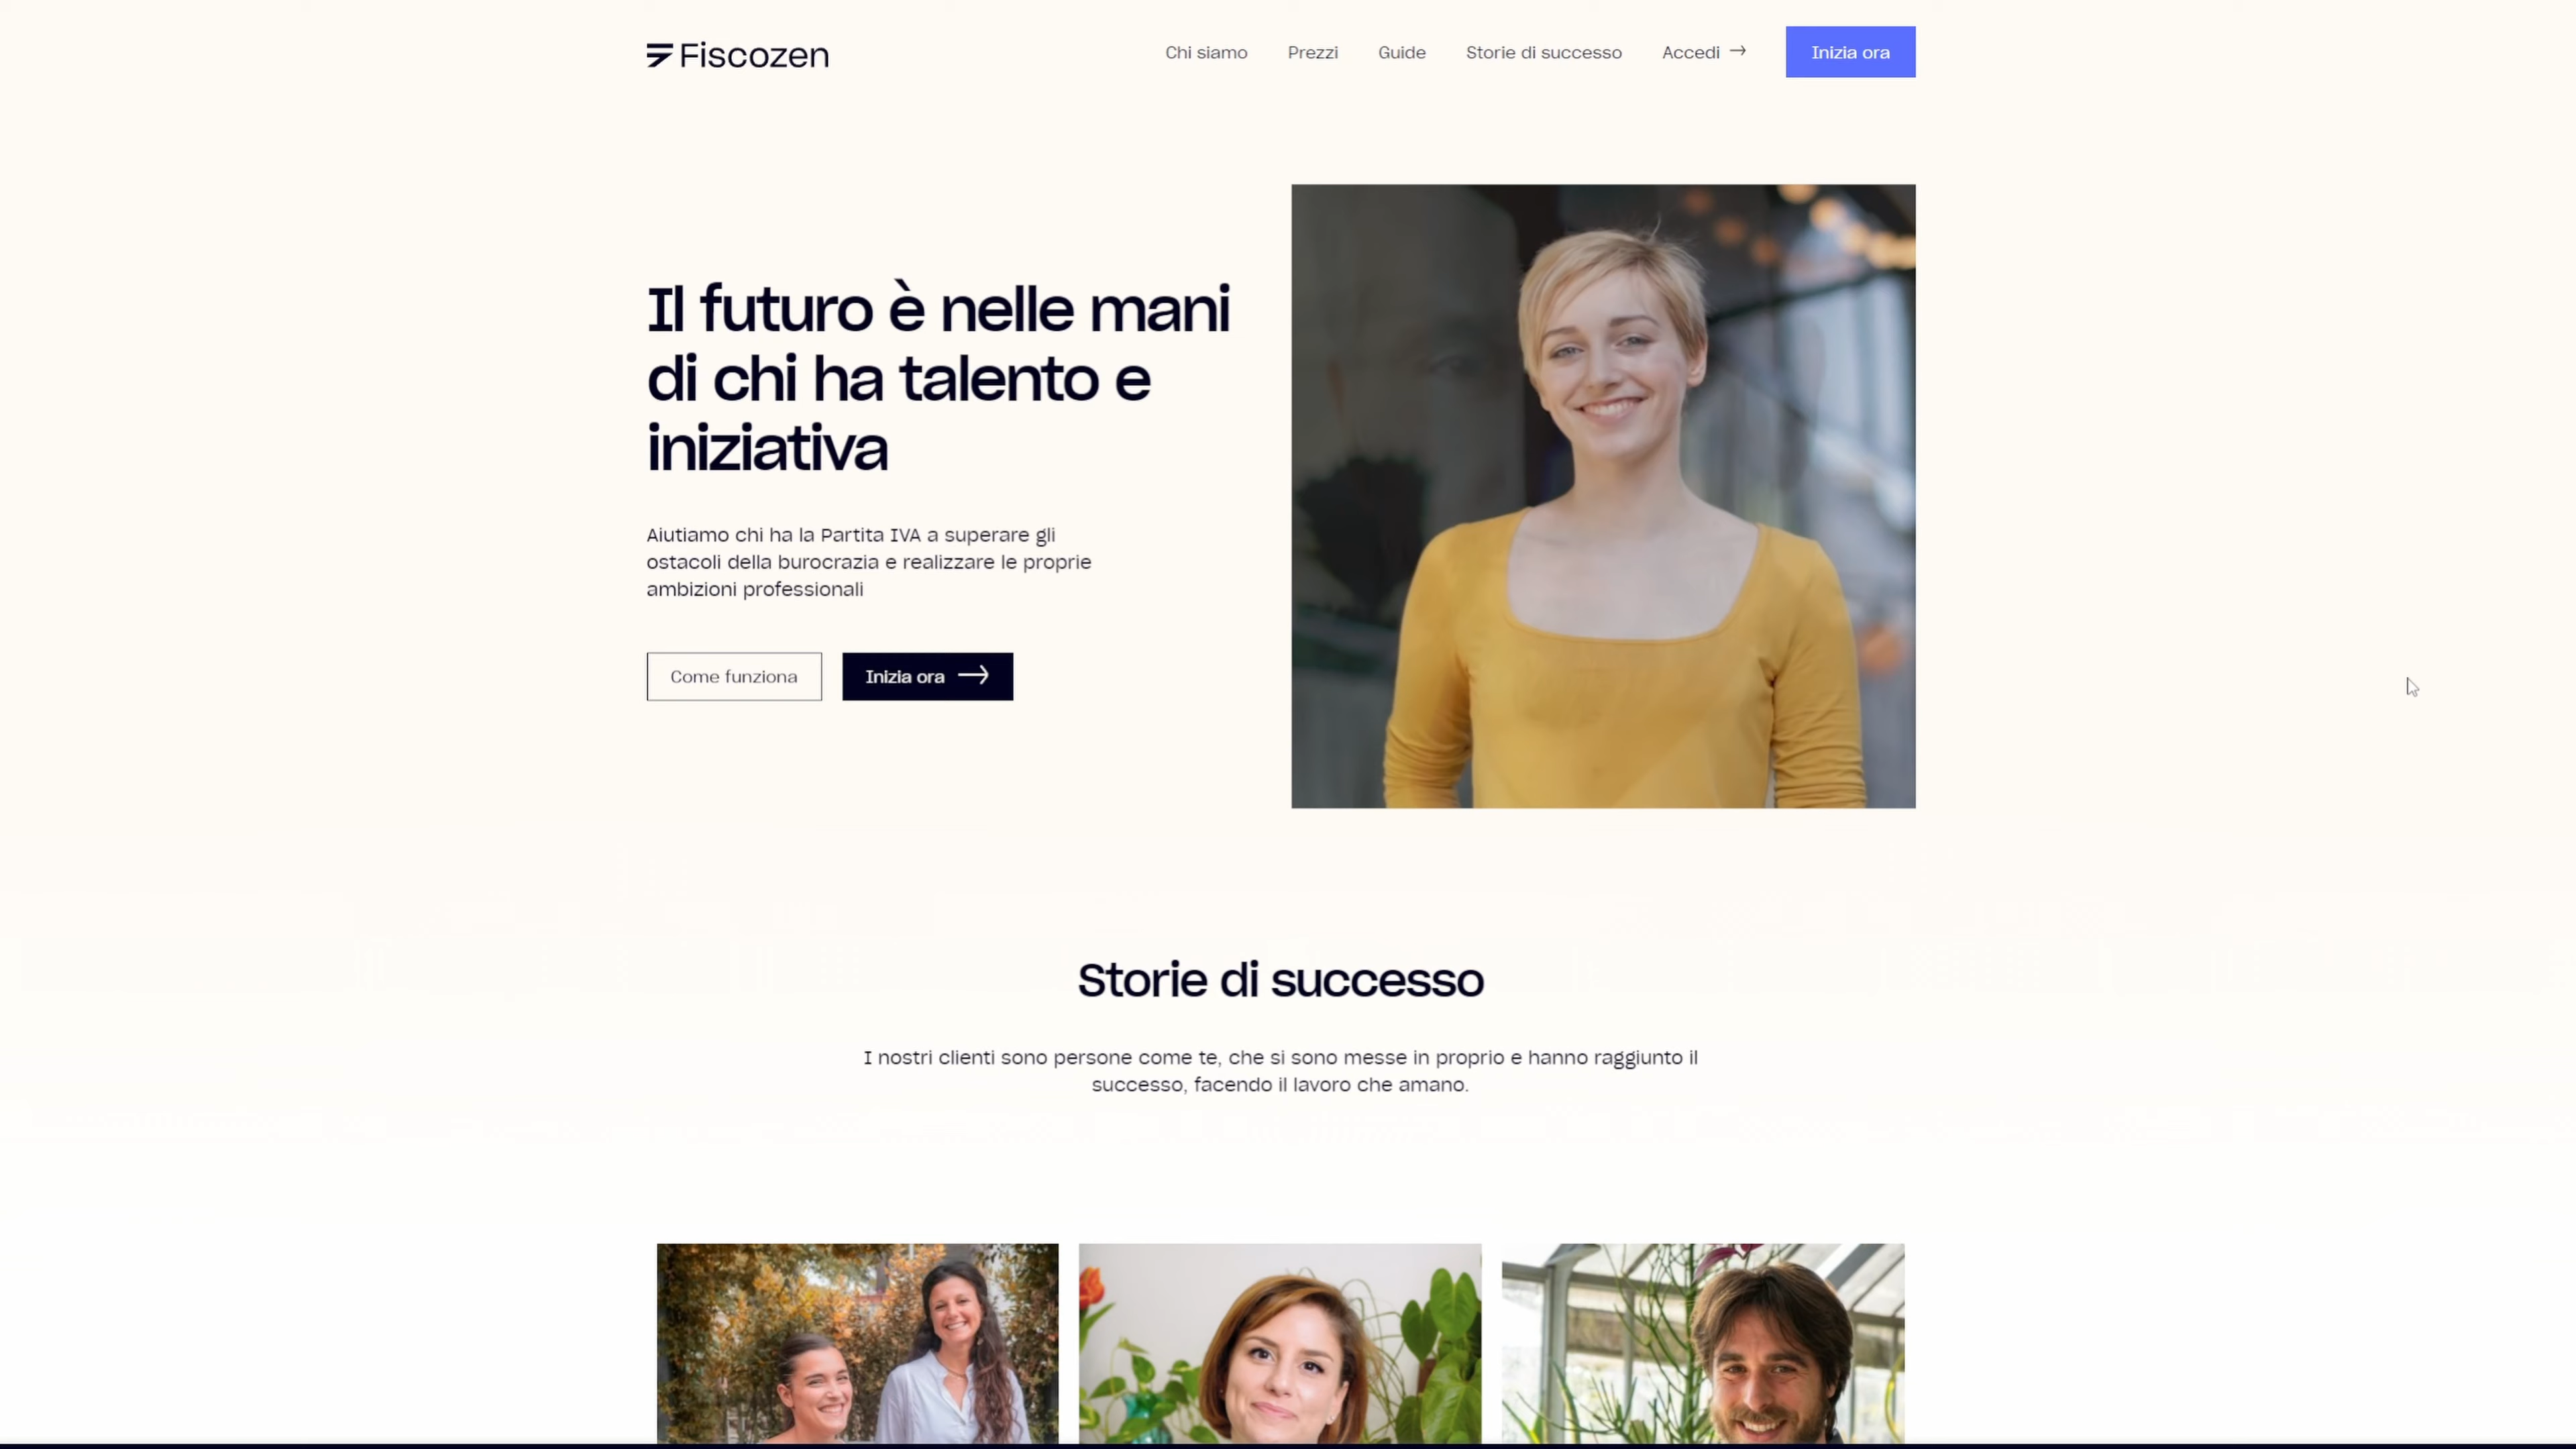 Fiscozen
Chi siamo
Prezzi
Guide
Storie di successo
Accedi →
Inizia ora
Il futuro è nelle mani
di chi ha talento e
iniziativa
Aiutiamo chi ha la Partita IVA a superare gli
ostacoli della burocrazia e realizzare le proprie
ambizioni professionali
Come funziona
Inizia ora →
Storie di successo
I nostri clienti sono persone come te, che si sono messe in proprio e hanno raggiunto il
successo, facendo il lavoro che amano.